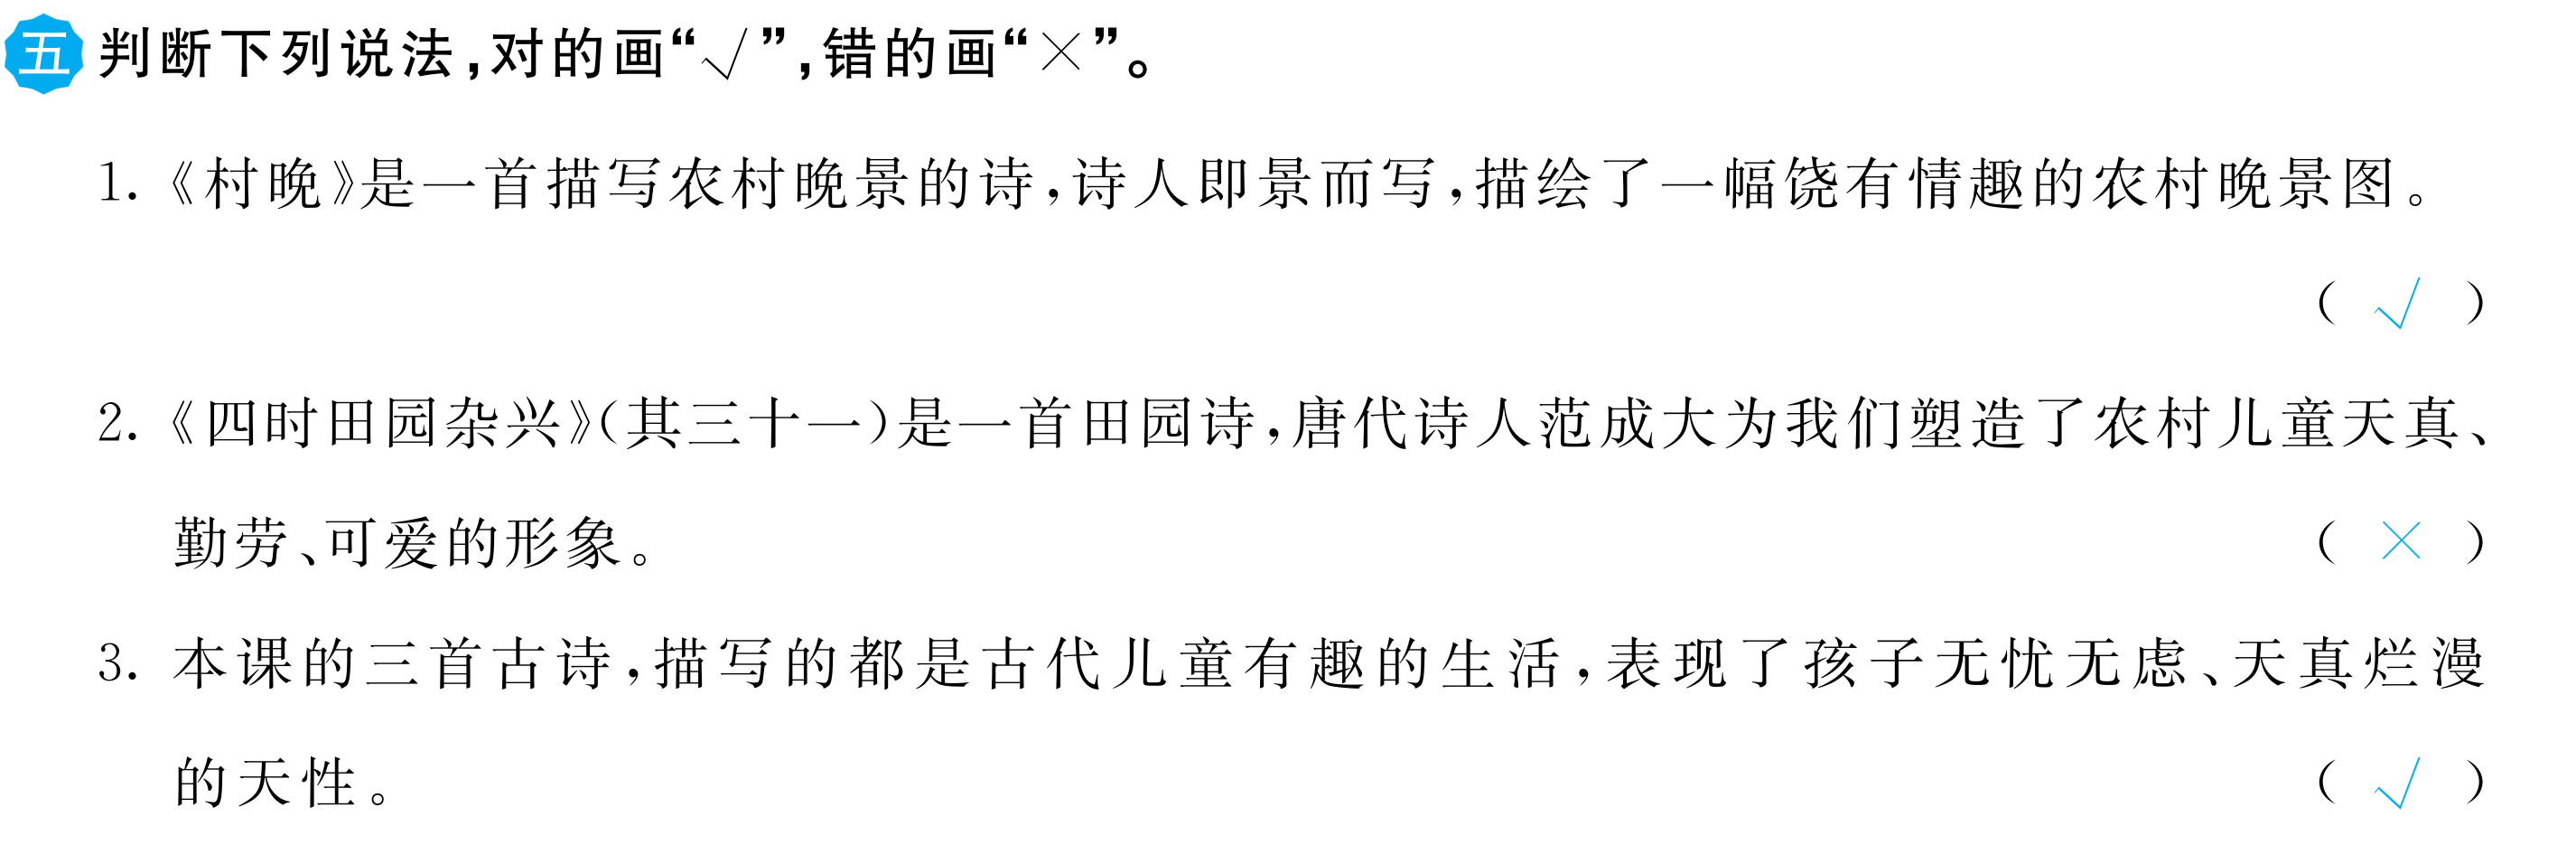 五 判断下列说法,对的画“√”,错的画“×”。
1.《村晚》是一首描写农村晚景的诗,诗人即景而写,描绘了一幅饶有情趣的农村晚景图。
( √ )
2.《四时田园杂兴》(其三十一)是一首田园诗,唐代诗人范成大为我们塑造了农村儿童天真、
勤劳、可爱的形象。 ( × )
3. 本课的三首古诗,描写的都是古代儿童有趣的生活,表现了孩子无忧无虑、天真烂漫
的天性。 ( √ )